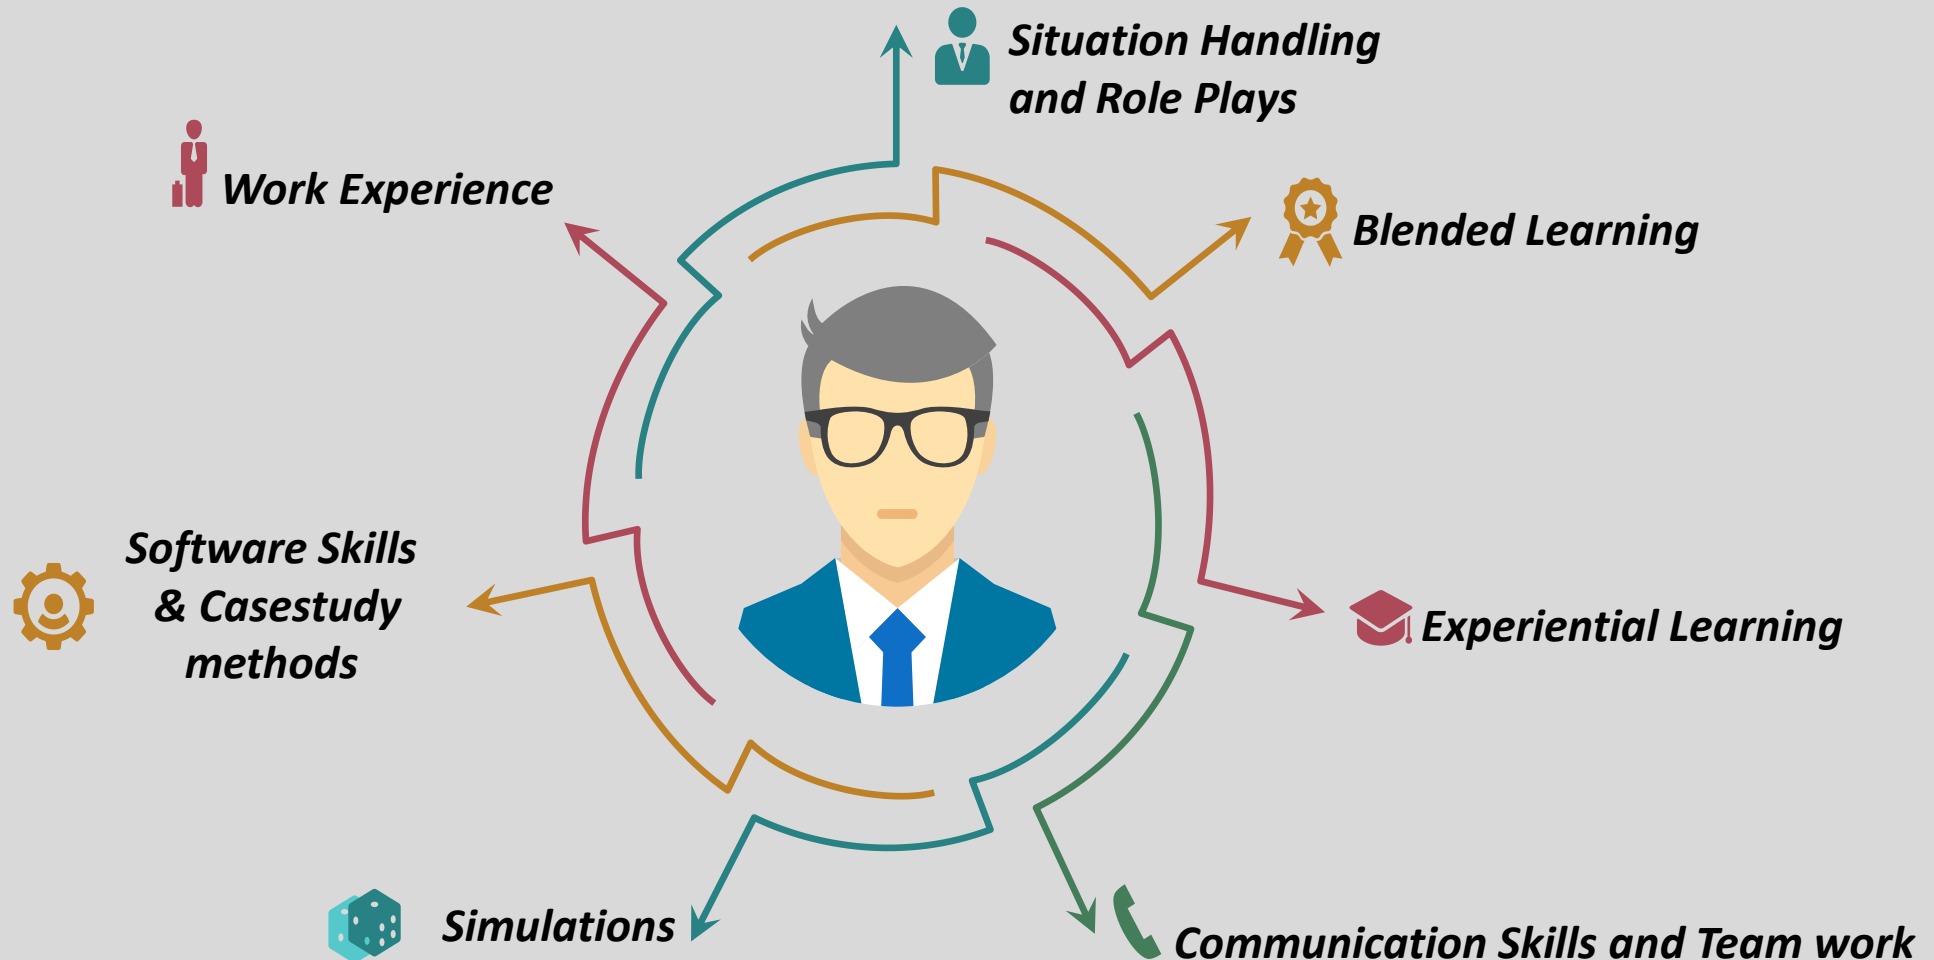 Situation Handling
and Role Plays
Work Experience
Blended Learning
Software Skills
& Casestudy
methods
Experiential Learning
Simulations
Communication Skills and Team work